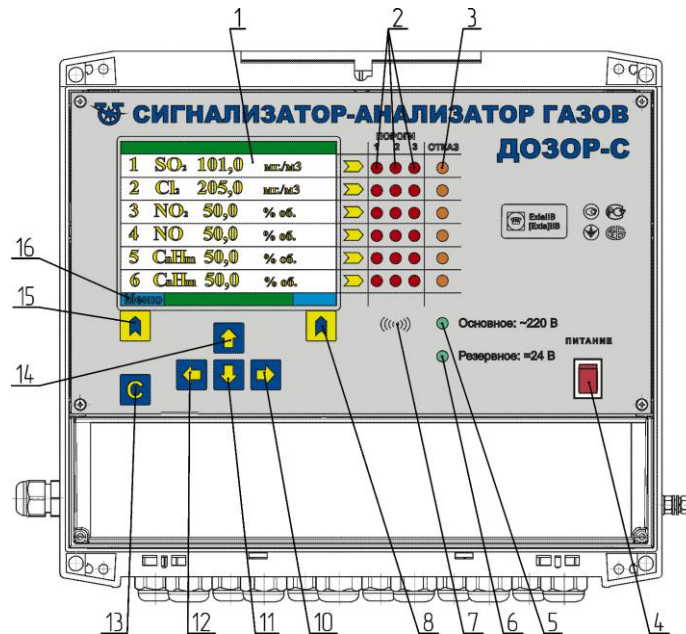 1 2 3
СИГНАЛИЗАТОР-АНАЛИЗАТОР ГАЗОВ
ДОЗОР-С
ПОРОГИ
1 2 3 ОТКАЗ
1 SO₂ 101,0 мг./м3
2 Cl₂ 205,0 мг./м3
3 NO₂ 50,0 % об.
4 NO 50,0 % об.
5 CnHm 50,0 % об.
6 CnHm 50,0 % об.
Меню
ExiaIIB
[Exia]IIB
16
15
14
Основное: ~220 В
Резервное: =24 В
ПИТАНИЕ
C
13 12 11 10 8 7 6 5 4